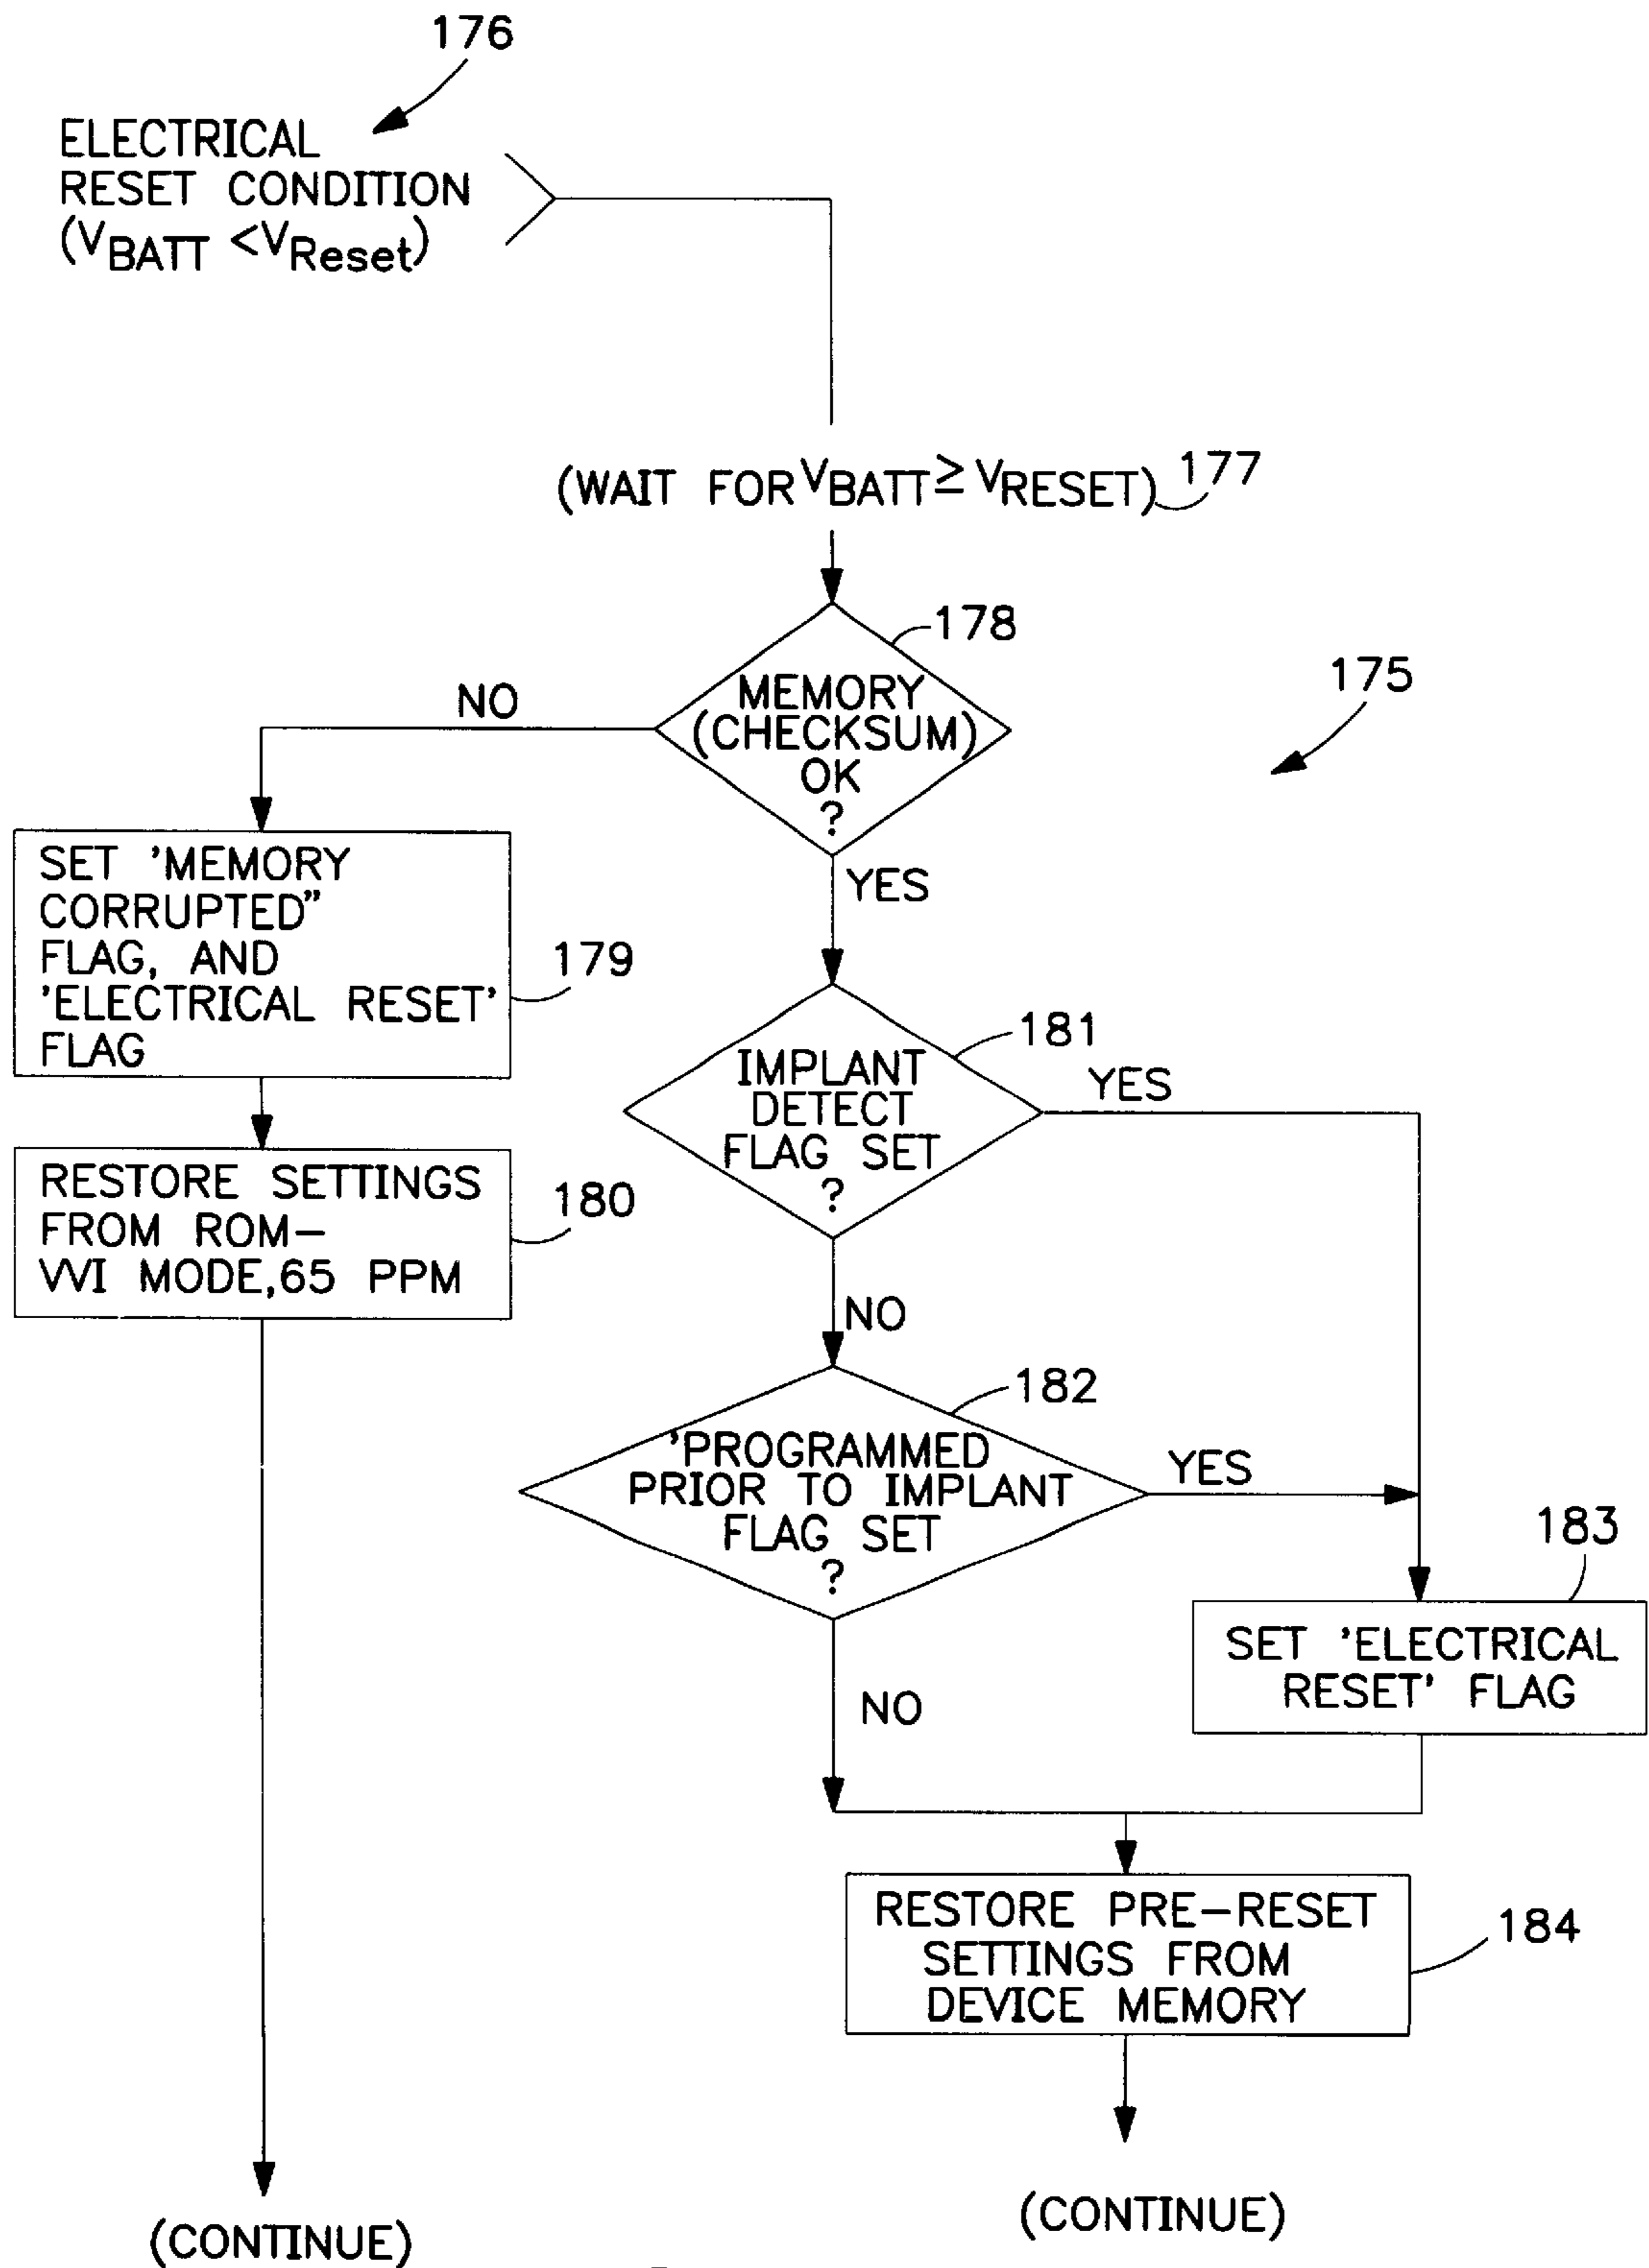 176
ELECTRICAL
RESET CONDITION
(VBATT <VReset)
(WAIT FOR VBATT ≥ VRESET)
177
178
MEMORY
(CHECKSUM)
OK
?
NO
YES
175
SET 'MEMORY
CORRUPTED"
FLAG, AND
'ELECTRICAL RESET'
FLAG
179
RESTORE SETTINGS
FROM ROM-
VVI MODE,65 PPM
180
181
IMPLANT
DETECT
FLAG SET
?
YES
NO
182
'PROGRAMMED
PRIOR TO IMPLANT
FLAG SET
?
YES
NO
183
SET 'ELECTRICAL
RESET' FLAG
RESTORE PRE-RESET
SETTINGS FROM
DEVICE MEMORY
184
(CONTINUE)
(CONTINUE)